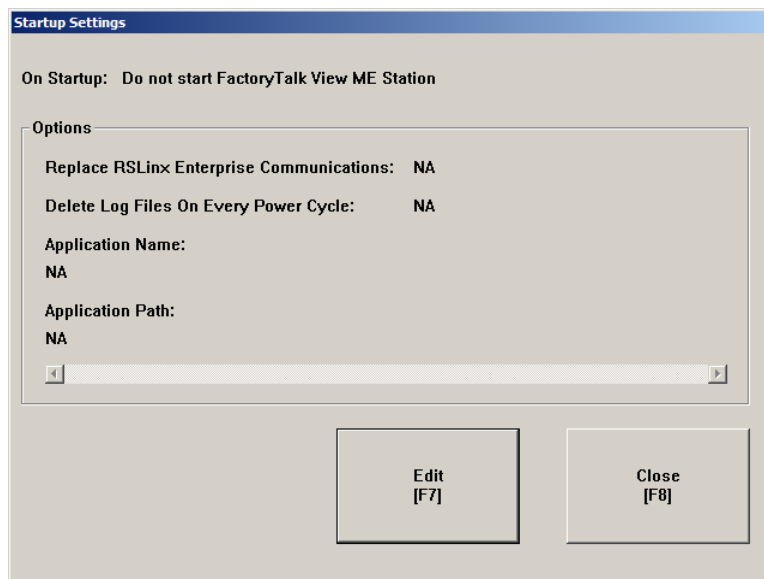 Startup Settings
On Startup: Do not start FactoryTalk View ME Station
Options
Replace RSLinx Enterprise Communications: NA
Delete Log Files On Every Power Cycle: NA
Application Name:
NA
Application Path:
NA
Edit
[F7]
Close
[F8]